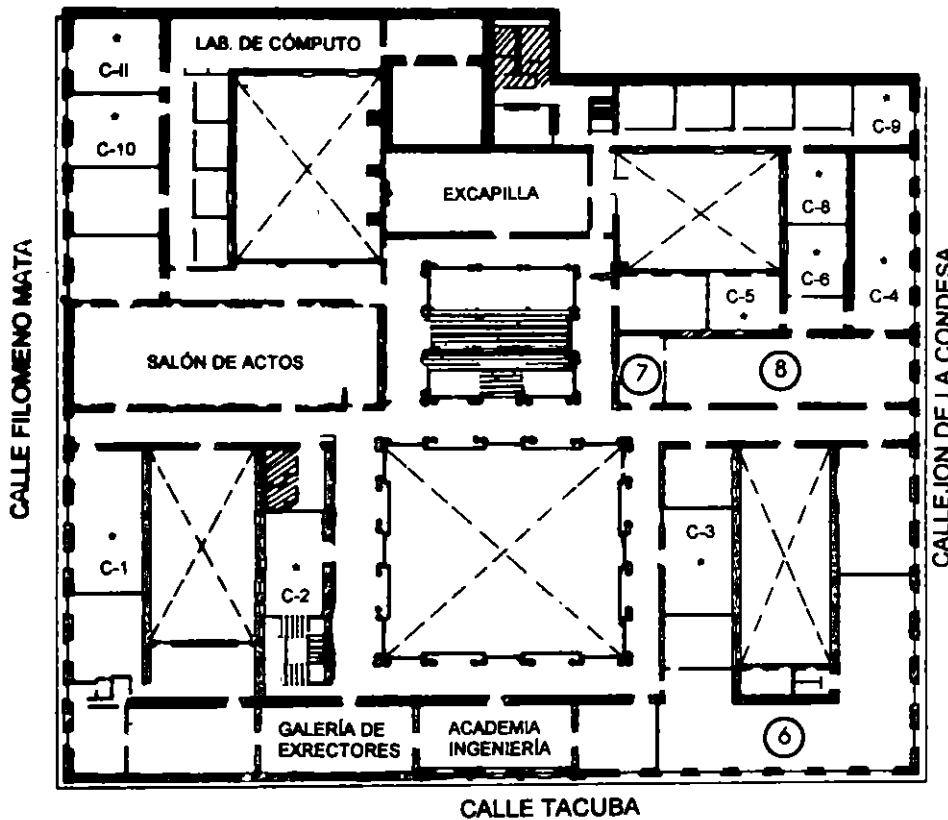 LAB. DE CÓMPUTO
C-II
C-10
C-9
EXCAPILLA
C-8
C-6
C-5
C-4
SALÓN DE ACTOS
7
8
CALLE FILOMENO MATA
CALLEJON DE LA CONDESA
C-1
C-2
C-3
GALERÍA DE
EXRECTORES
ACADEMIA
INGENIERÍA
6
CALLE TACUBA